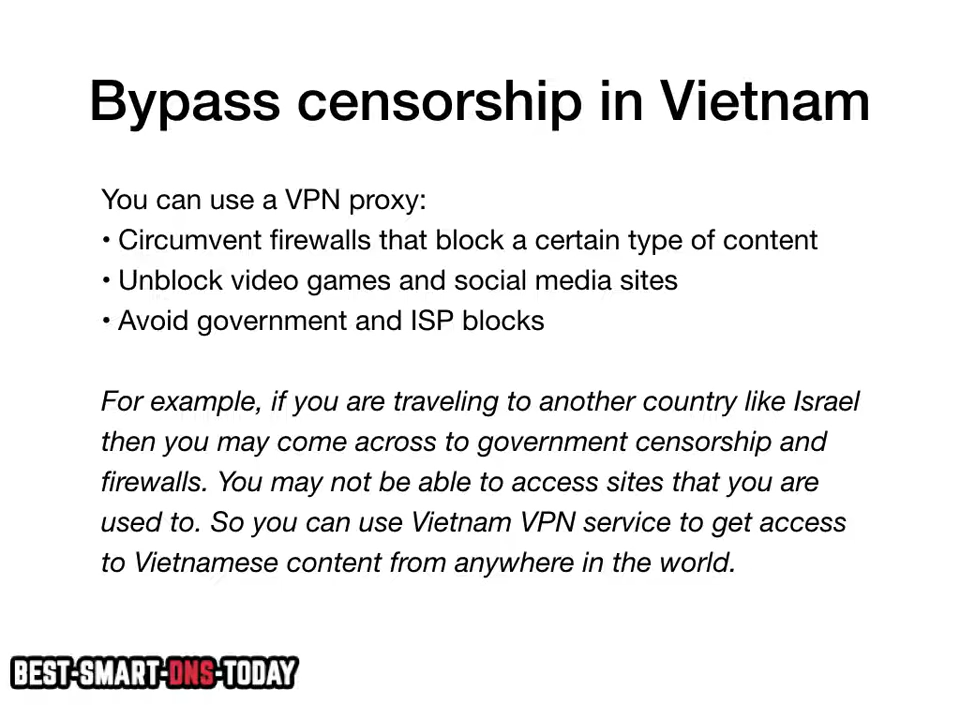 Bypass censorship in Vietnam
You can use a VPN proxy:
• Circumvent firewalls that block a certain type of content
• Unblock video games and social media sites
• Avoid government and ISP blocks
For example, if you are traveling to another country like Israel
then you may come across to government censorship and
firewalls. You may not be able to access sites that you are
used to. So you can use Vietnam VPN service to get access
to Vietnamese content from anywhere in the world.
BEST-SMART-DNS-TODAY